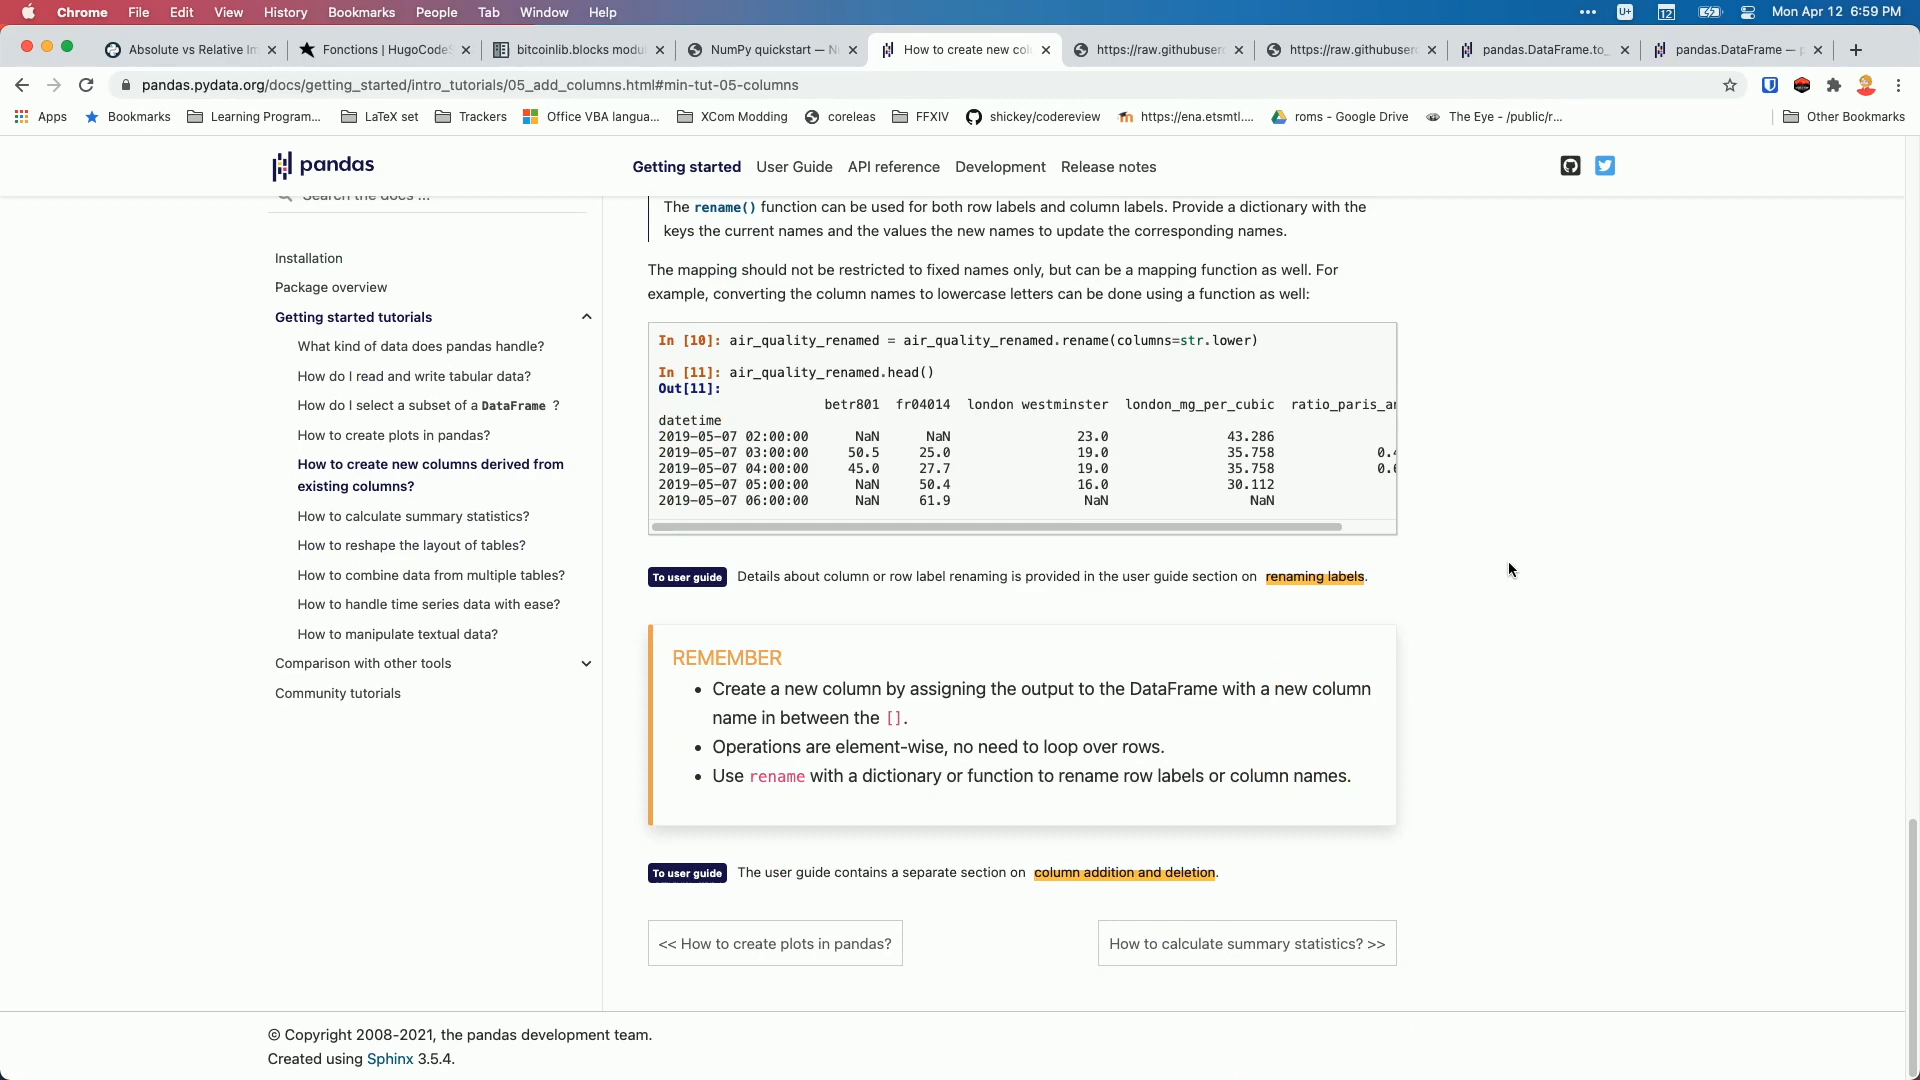 Chrome File Edit View History Bookmarks People Tab Window Help
U+ 12 Mon Apr 12 6:59 PM
Absolute vs Relative Im
Fonctions | HugoCodeS
bitcoinlib.blocks modul
NumPy quickstart — N
How to create new col
https://raw.githubuserc
https://raw.githubuserc
pandas.DataFrame.to_
pandas.DataFrame — p
pandas.pydata.org/docs/getting_started/intro_tutorials/05_add_columns.html#min-tut-05-columns
Apps Bookmarks Learning Program... LaTeX set Trackers Office VBA langua... XCom Modding coreleas FFXIV shickey/codereview https://ena.etsmtl.... roms - Google Drive The Eye - /public/r... Other Bookmarks
pandas
Getting started User Guide API reference Development Release notes
Search the docs ...
Installation
Package overview
Getting started tutorials
What kind of data does pandas handle?
How do I read and write tabular data?
How do I select a subset of a DataFrame ?
How to create plots in pandas?
How to create new columns derived from
existing columns?
How to calculate summary statistics?
How to reshape the layout of tables?
How to combine data from multiple tables?
How to handle time series data with ease?
How to manipulate textual data?
Comparison with other tools
Community tutorials
The rename() function can be used for both row labels and column labels. Provide a dictionary with the
keys the current names and the values the new names to update the corresponding names.
The mapping should not be restricted to fixed names only, but can be a mapping function as well. For
example, converting the column names to lowercase letters can be done using a function as well:
In [10]: air_quality_renamed = air_quality_renamed.rename(columns=str.lower)
In [11]: air_quality_renamed.head()
Out[11]:
betr801 fr04014 london westminster london_mg_per_cubic ratio_paris_an
datetime
2019-05-07 02:00:00 NaN NaN 23.0 43.286
2019-05-07 03:00:00 50.5 25.0 19.0 35.758 0.4
2019-05-07 04:00:00 45.0 27.7 19.0 35.758 0.6
2019-05-07 05:00:00 NaN 50.4 16.0 30.112
2019-05-07 06:00:00 NaN 61.9 NaN NaN
To user guide Details about column or row label renaming is provided in the user guide section on renaming labels.
REMEMBER
• Create a new column by assigning the output to the DataFrame with a new column
name in between the [].
• Operations are element-wise, no need to loop over rows.
• Use rename with a dictionary or function to rename row labels or column names.
To user guide The user guide contains a separate section on column addition and deletion.
<< How to create plots in pandas?
How to calculate summary statistics? >>
© Copyright 2008-2021, the pandas development team.
Created using Sphinx 3.5.4.